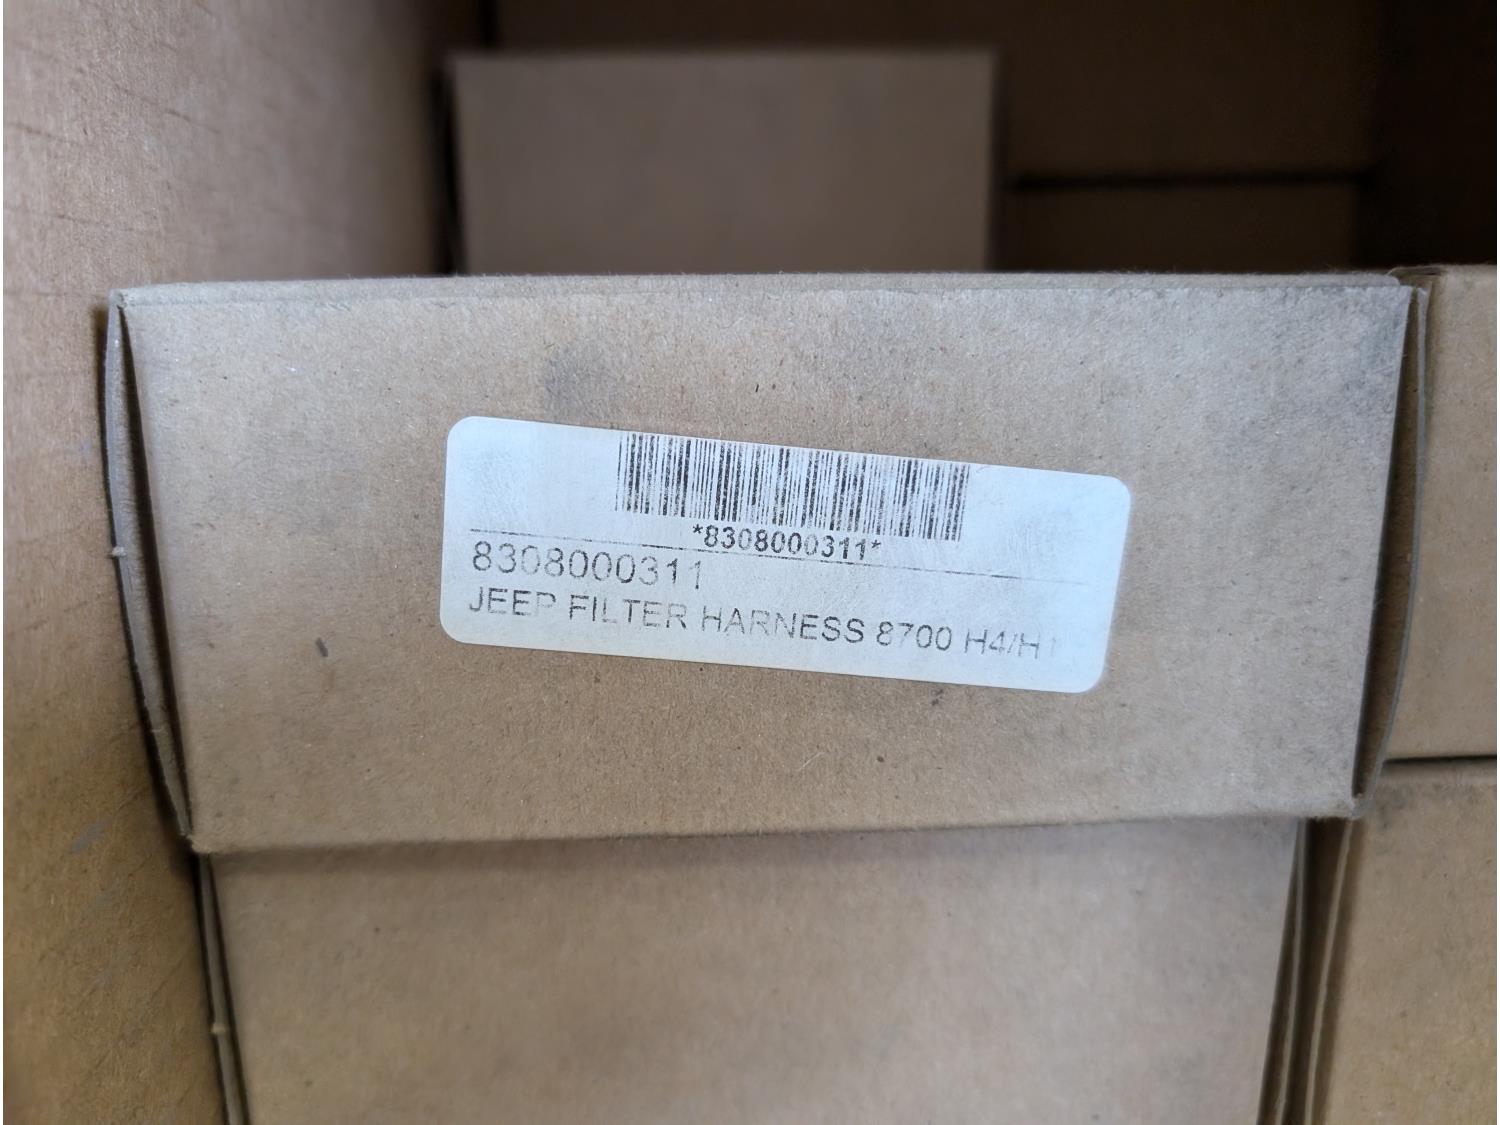 *8308000311*
8308000311
JEEP FILTER HARNESS 8700